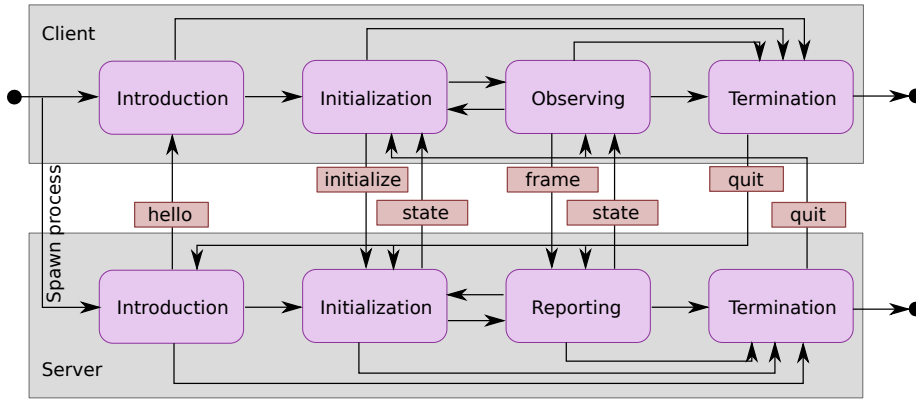 Client
Introduction
Initialization
Observing
Termination
initialize
frame
quit
Spawn process
hello
state
state
quit
Introduction
Initialization
Reporting
Termination
Server